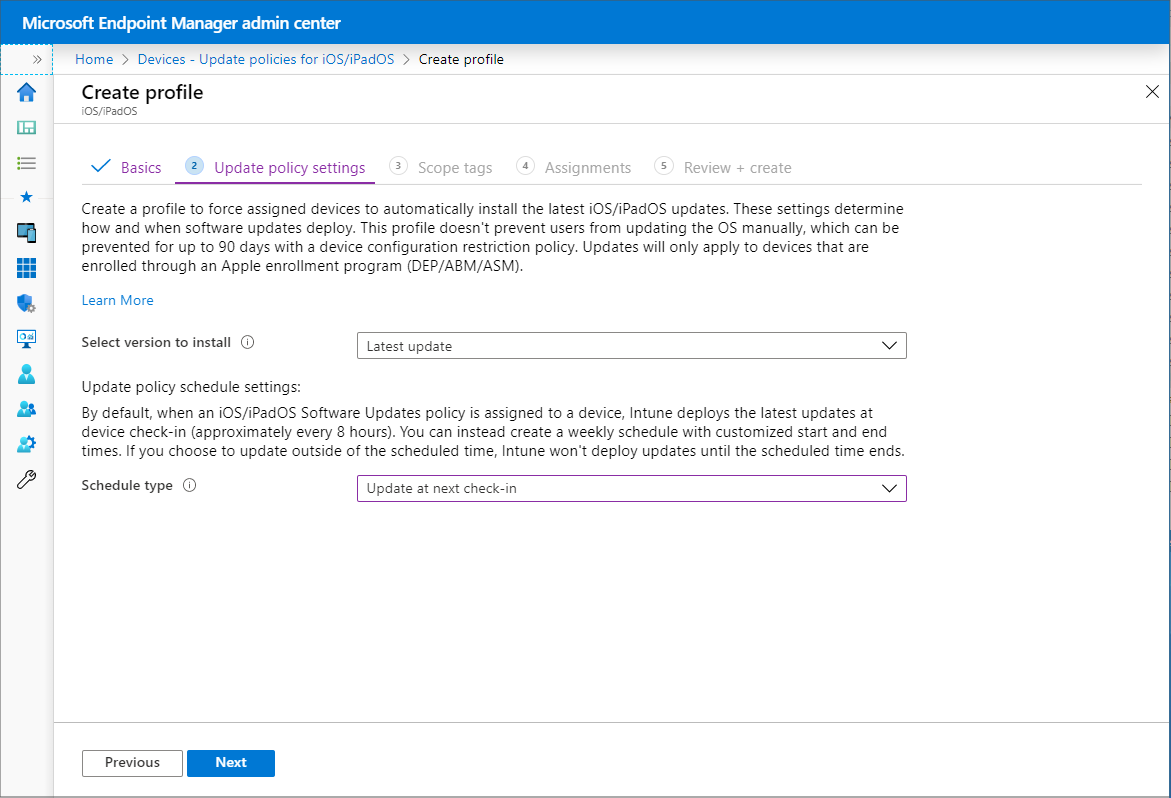 Microsoft Endpoint Manager admin center
Home > Devices - Update policies for iOS/iPadOS > Create profile
Create profile
iOS/iPadOS
Basics 2 Update policy settings 3 Scope tags 4 Assignments 5 Review + create
Create a profile to force assigned devices to automatically install the latest iOS/iPadOS updates. These settings determine
how and when software updates deploy. This profile doesn't prevent users from updating the OS manually, which can be
prevented for up to 90 days with a device configuration restriction policy. Updates will only apply to devices that are
enrolled through an Apple enrollment program (DEP/ABM/ASM).
Learn More
Select version to install
Latest update
Update policy schedule settings:
By default, when an iOS/iPadOS Software Updates policy is assigned to a device, Intune deploys the latest updates at
device check-in (approximately every 8 hours). You can instead create a weekly schedule with customized start and end
times. If you choose to update outside of the scheduled time, Intune won't deploy updates until the scheduled time ends.
Schedule type
Update at next check-in
Previous
Next